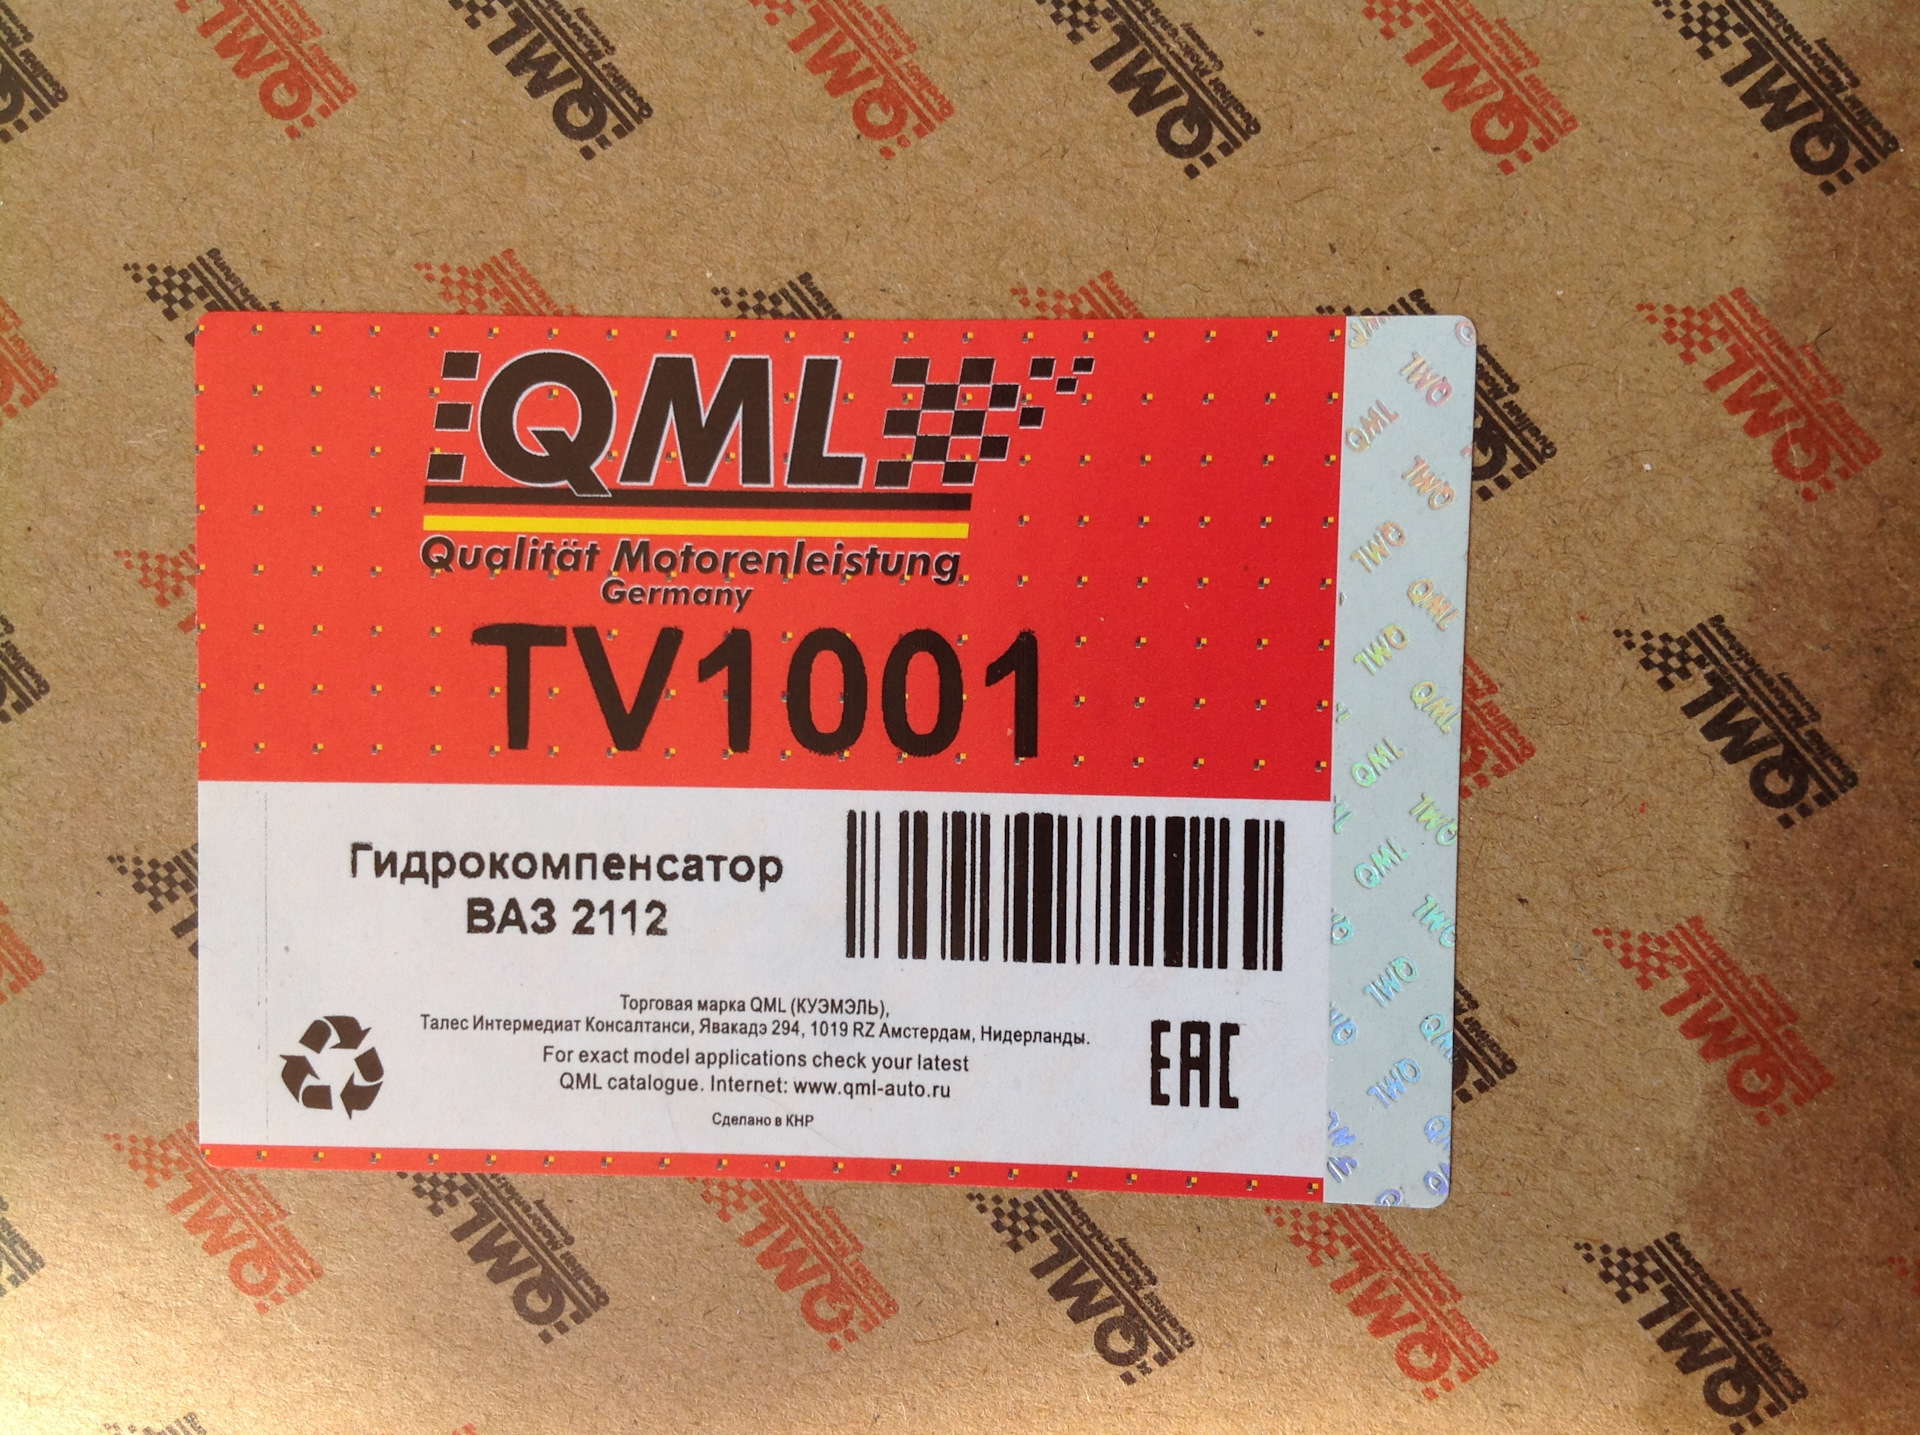 QML
Qualität Motorenleistung
Germany
TV1001
Гидрокомпенсатор
ВАЗ 2112
Торговая марка QML (КУЭМЭЛЬ),
Талес Интермедиат Консалтанси, Явакадэ 294, 1019 RZ Амстердам, Нидерланды.
For exact model applications check your latest
QML catalogue. Internet: www.qml-auto.ru
Сделано в КНР
EAC